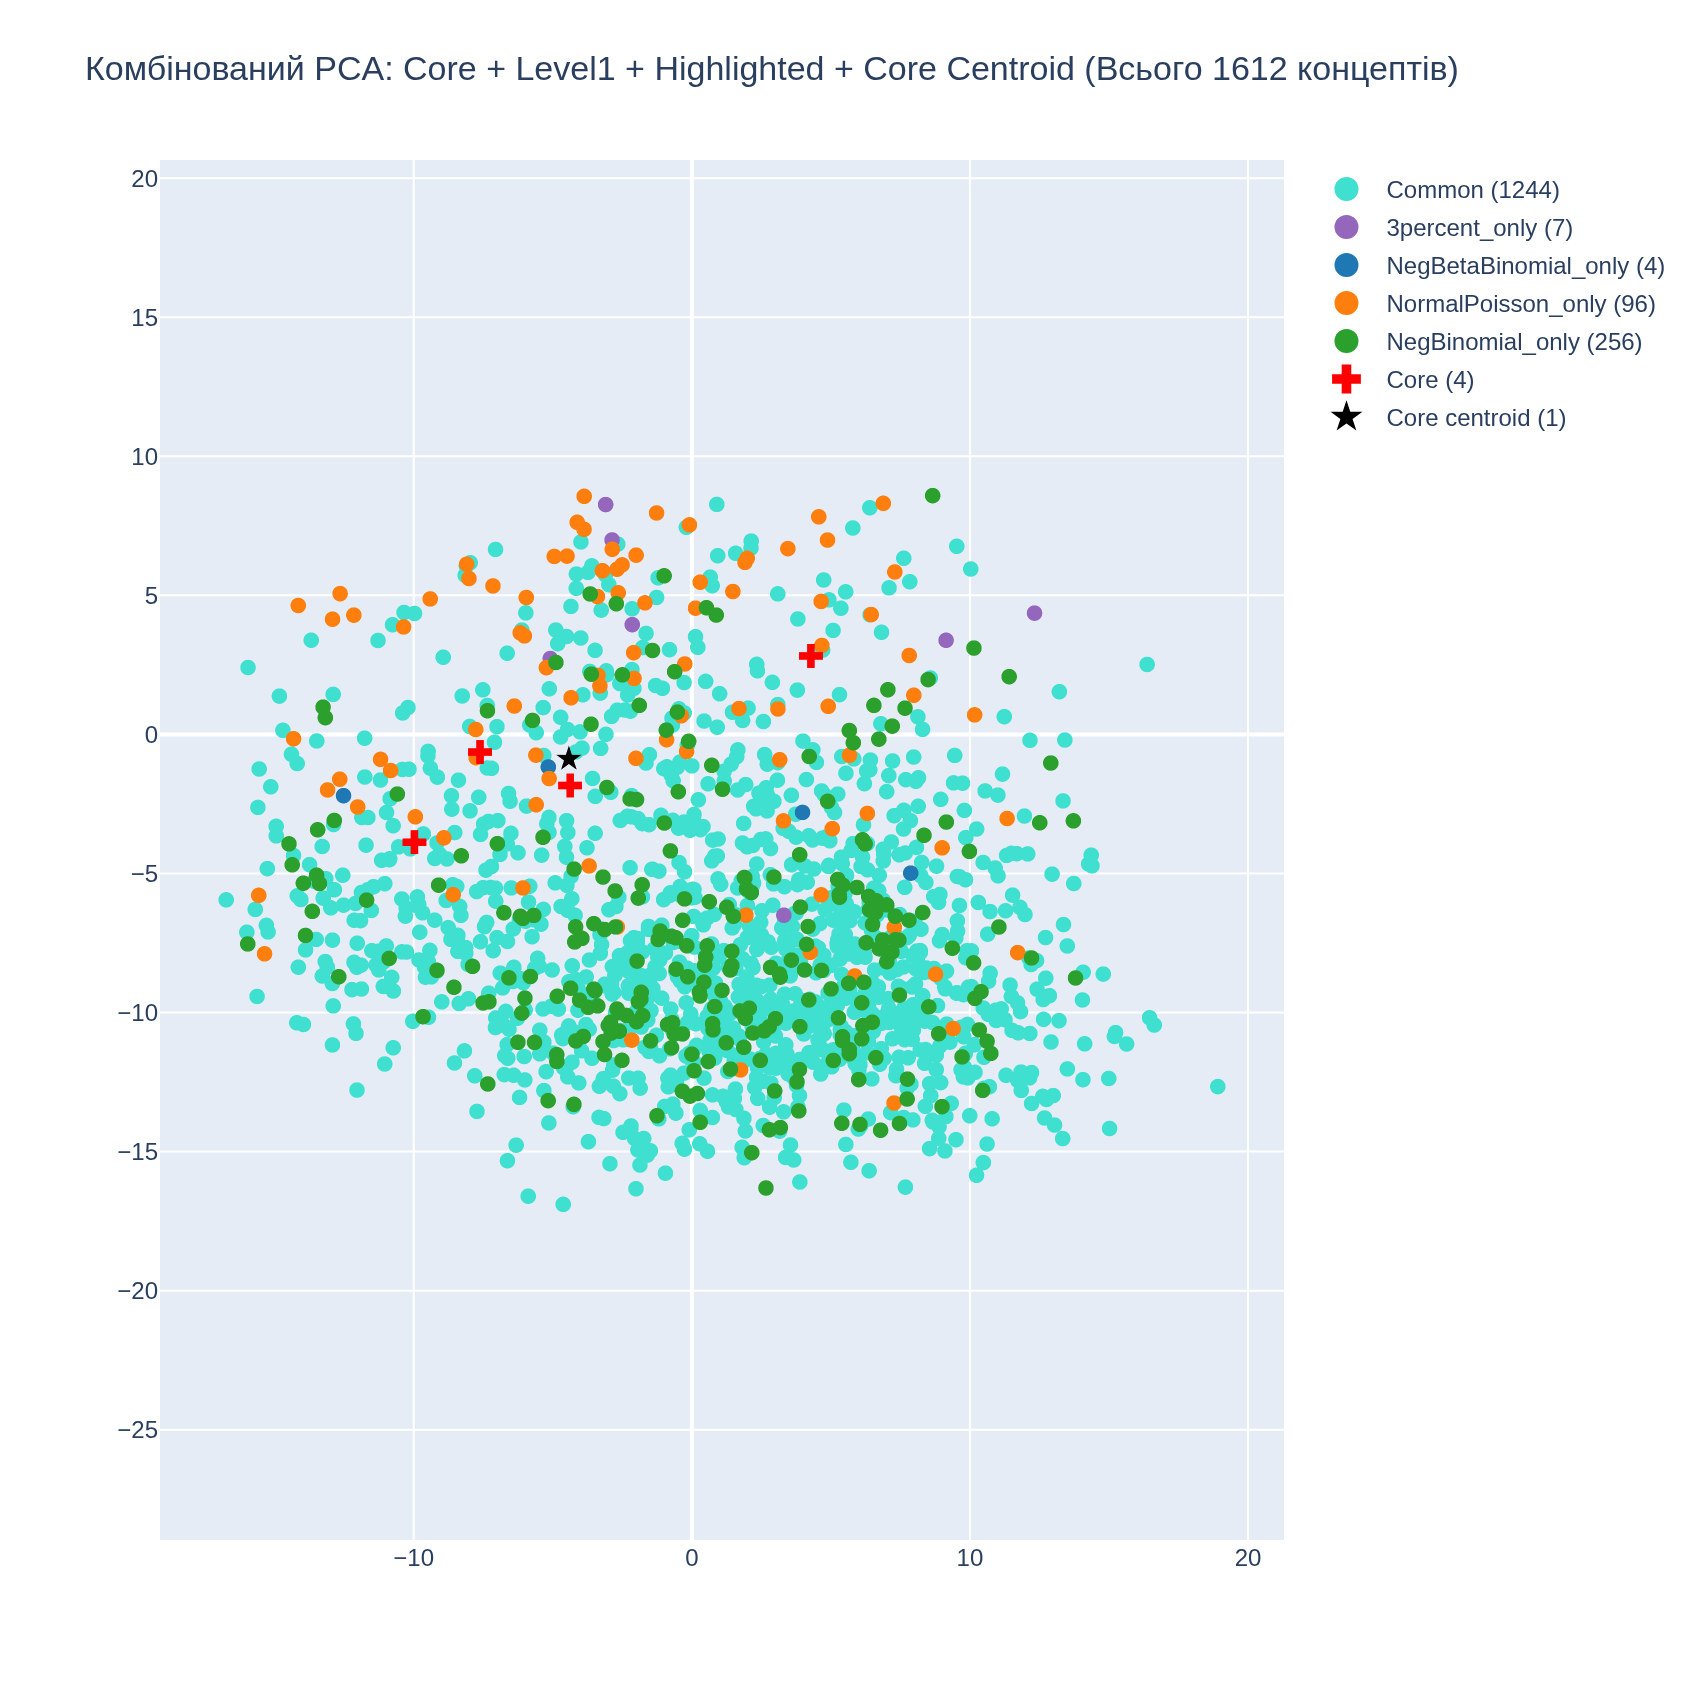 Комбінований PCA: Core + Level1 + Highlighted + Core Centroid (Всього 1612 концептів)
Common (1244)
3percent_only (7)
NegBetaBinomial_only (4)
NormalPoisson_only (96)
NegBinomial_only (256)
Core (4)
Core centroid (1)
20
15
10
5
0
−5
−10
−15
−20
−25
−10
0
10
20